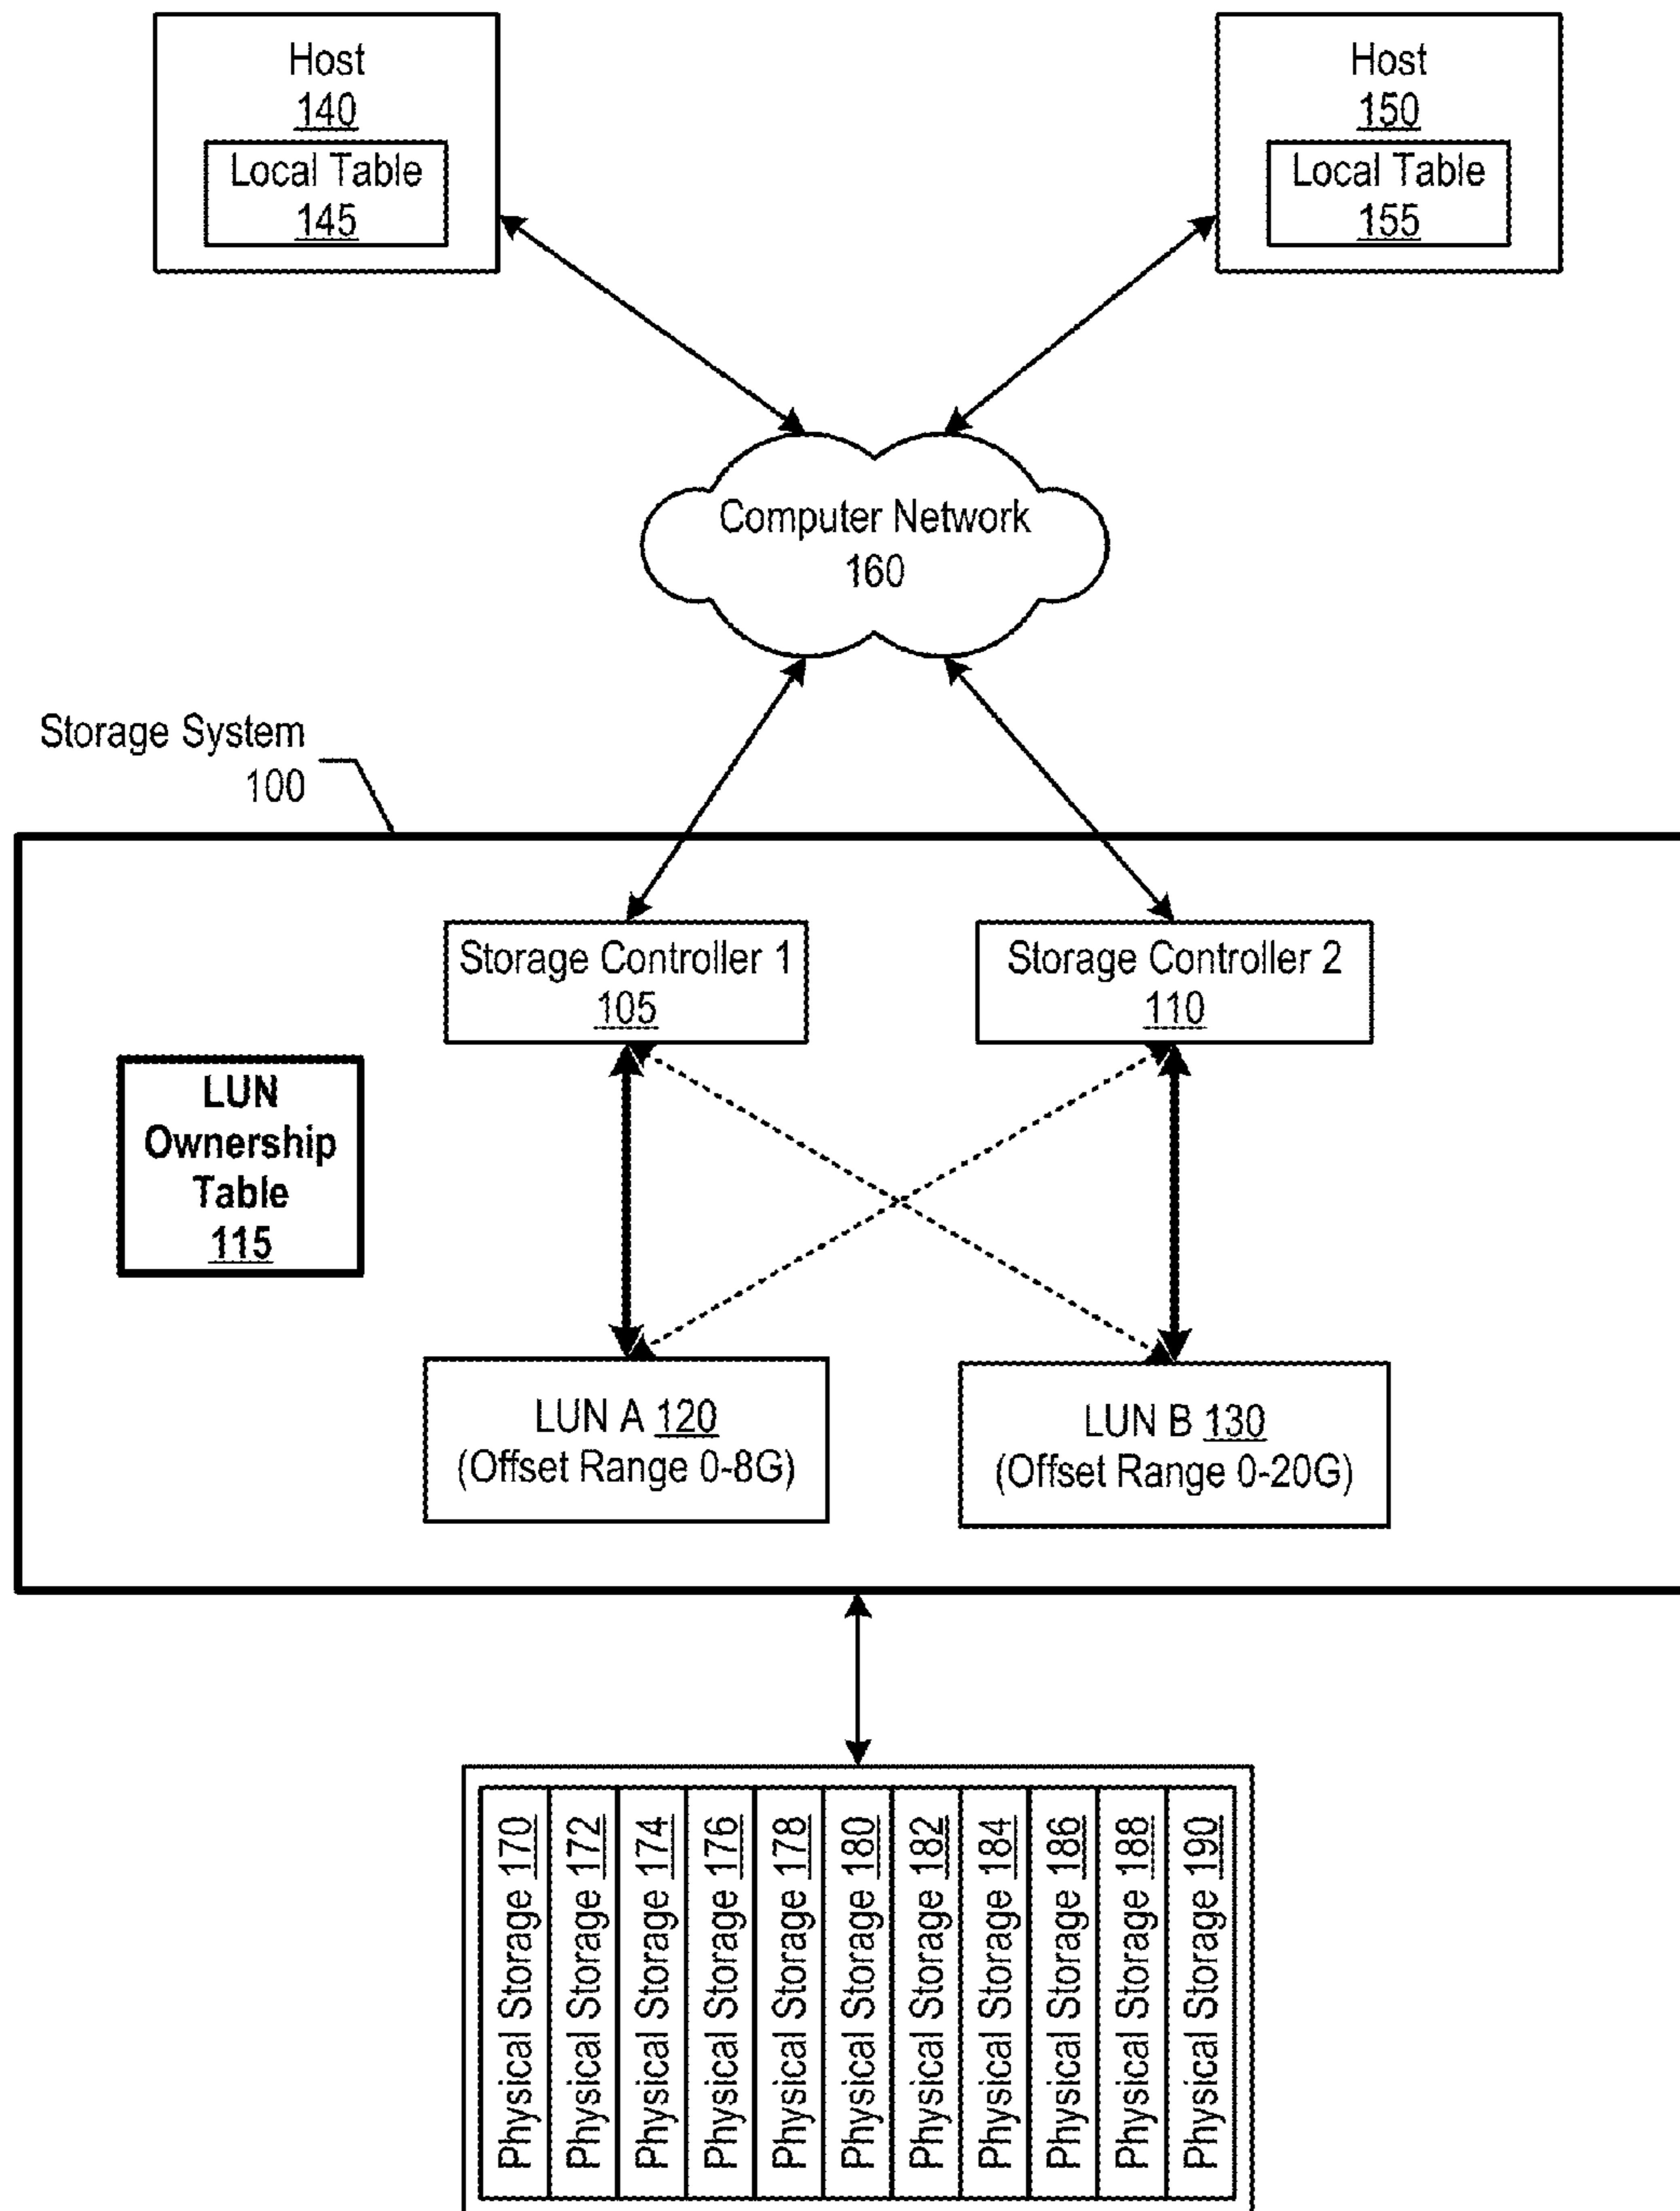 Host
140
Local Table
145
Host
150
Local Table
155
Computer Network
160
Storage System
100
Storage Controller 1
105
Storage Controller 2
110
LUN
Ownership
Table
115
LUN A 120
(Offset Range 0-8G)
LUN B 130
(Offset Range 0-20G)
Physical Storage 170
Physical Storage 172
Physical Storage 174
Physical Storage 176
Physical Storage 178
Physical Storage 180
Physical Storage 182
Physical Storage 184
Physical Storage 186
Physical Storage 188
Physical Storage 190